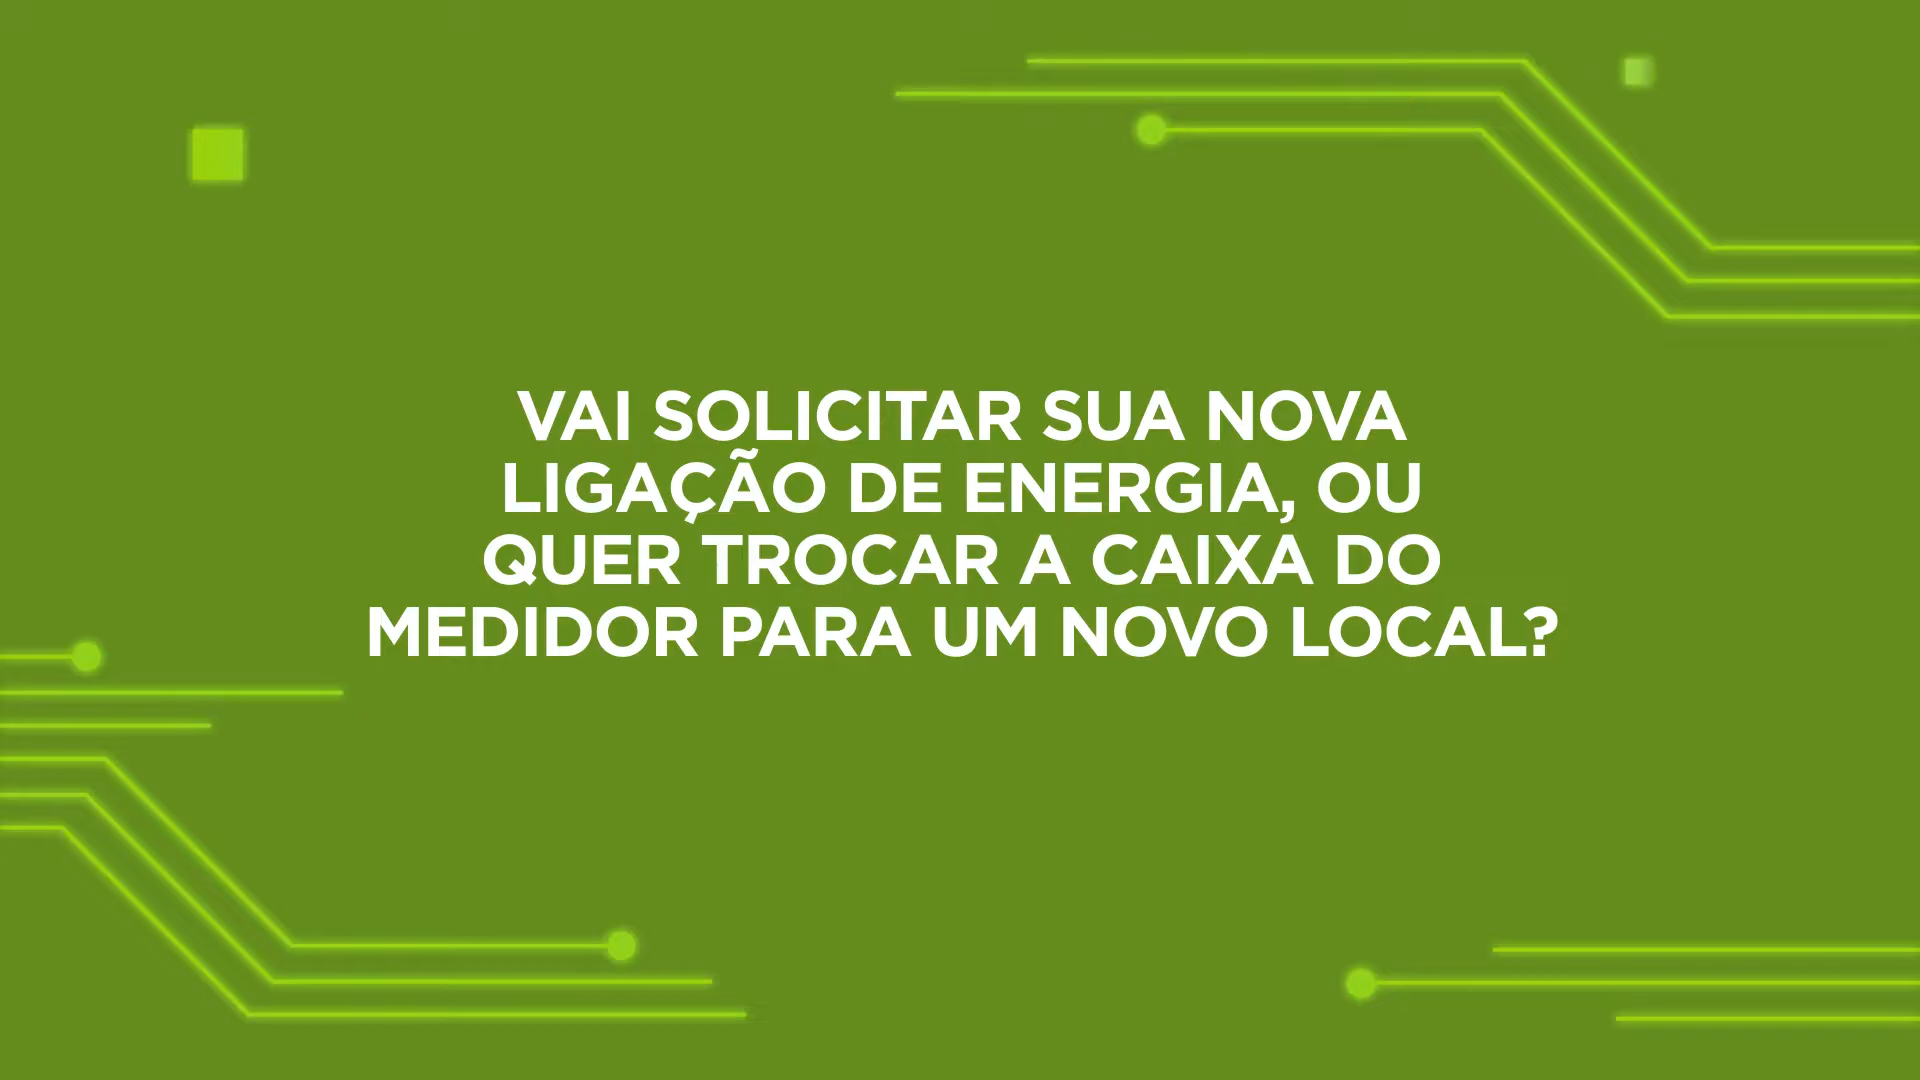 VAI SOLICITAR SUA NOVA
LIGAÇÃO DE ENERGIA, OU
QUER TROCAR A CAIXA DO
MEDIDOR PARA UM NOVO LOCAL?